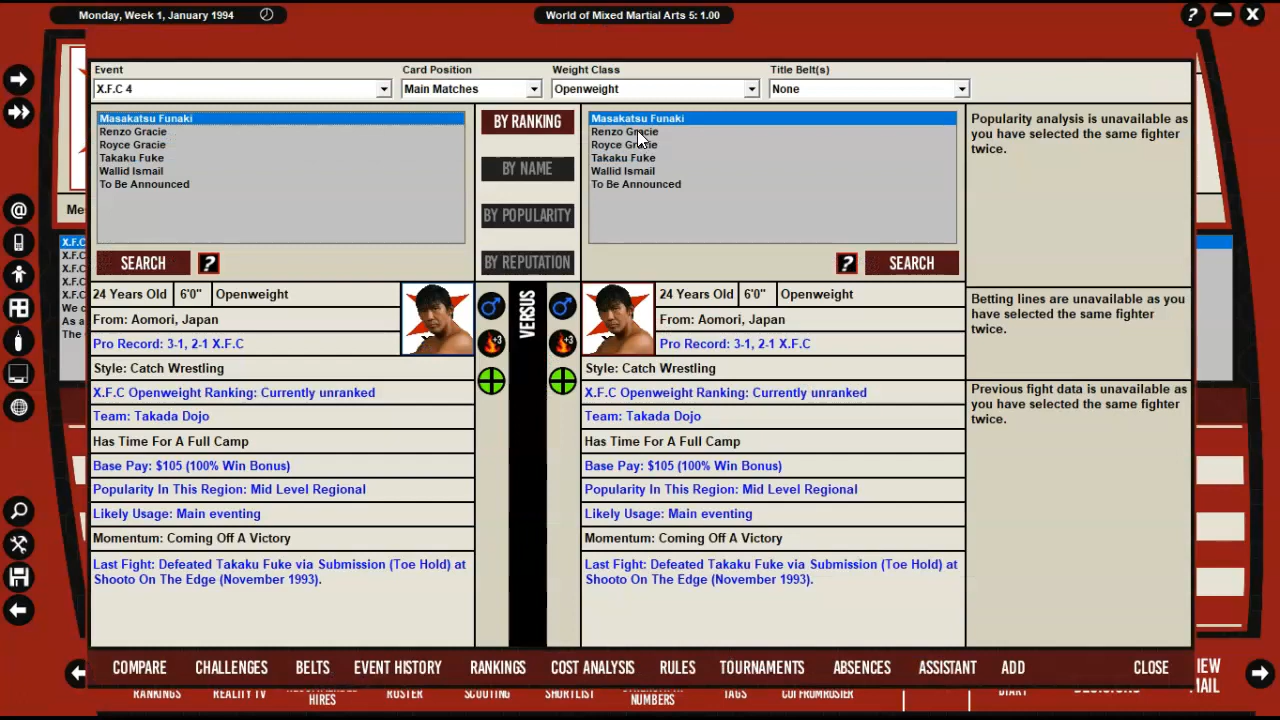 Monday, Week 1, January 1994
World of Mixed Martial Arts 5: 1.00
?
X
Event
Card Position
Weight Class
Title Belt(s)
X.F.C 4
Main Matches
Openweight
None
Masakatsu Funaki
Renzo Gracie
Royce Gracie
Takaku Fuke
Wallid Ismail
To Be Announced
BY RANKING
BY NAME
BY POPULARITY
BY REPUTATION
Masakatsu Funaki
Renzo Gracie
Royce Gracie
Takaku Fuke
Wallid Ismail
To Be Announced
Popularity analysis is unavailable as
you have selected the same fighter
twice.
Me
X.F.C
X.F.
X.F.
X.F.
X.F.
We c
As a
The
@
SEARCH
?
?
SEARCH
24 Years Old
6'0"
Openweight
From: Aomori, Japan
Pro Record: 3-1, 2-1 X.F.C
Style: Catch Wrestling
X.F.C Openweight Ranking: Currently unranked
Team: Takada Dojo
Has Time For A Full Camp
Base Pay: $105 (100% Win Bonus)
Popularity In This Region: Mid Level Regional
Likely Usage: Main eventing
Momentum: Coming Off A Victory
Last Fight: Defeated Takaku Fuke via Submission (Toe Hold) at
Shooto On The Edge (November 1993).
+3
VERSUS
+3
24 Years Old
6'0"
Openweight
From: Aomori, Japan
Pro Record: 3-1, 2-1 X.F.C
Style: Catch Wrestling
X.F.C Openweight Ranking: Currently unranked
Team: Takada Dojo
Has Time For A Full Camp
Base Pay: $105 (100% Win Bonus)
Popularity In This Region: Mid Level Regional
Likely Usage: Main eventing
Momentum: Coming Off A Victory
Last Fight: Defeated Takaku Fuke via Submission (Toe Hold) at
Shooto On The Edge (November 1993).
Betting lines are unavailable as you
have selected the same fighter
twice.
Previous fight data is unavailable as
you have selected the same fighter
twice.
COMPARE
CHALLENGES
BELTS
EVENT HISTORY
RANKINGS
COST ANALYSIS
RULES
TOURNAMENTS
ABSENCES
ASSISTANT
ADD
CLOSE
IEW
MAIL
RANKINGS
REALITY TV
HIRES
ROSTER
SCOUTING
SHORTLIST
NUMBERS
TAGS